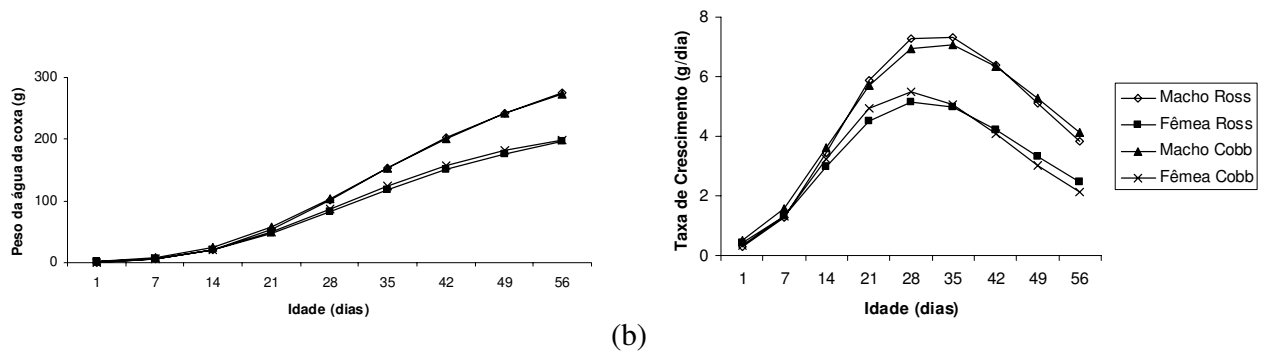 Peso da água da coxa (g)
300
200
100
0
1 7 14 21 28 35 42 49 56
Idade (dias)
(b)
Taxa de Crescimento (g/dia)
8
6
4
2
0
1 7 14 21 28 35 42 49 56
Idade (dias)
Macho Ross
Fêmea Ross
Macho Cobb
Fêmea Cobb